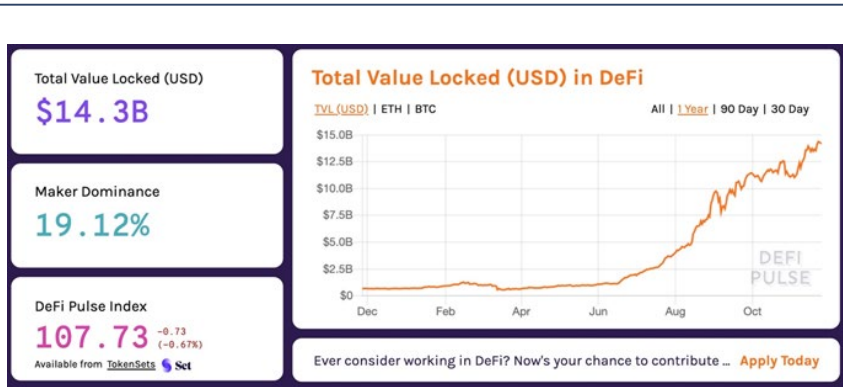 Total Value Locked (USD)
$14.3B
Maker Dominance
19.12%
DeFi Pulse Index
107.73 -0.73 (-0.67%)
Available from TokenSets Set
Total Value Locked (USD) in DeFi
TVL (USD) | ETH | BTC
All | 1 Year | 90 Day | 30 Day
$15.0B
$12.5B
$10.0B
$7.5B
$5.0B
$2.5B
$0
Dec Feb Apr Jun Aug Oct
DEFI
PULSE
Ever consider working in DeFi? Now's your chance to contribute ... Apply Today